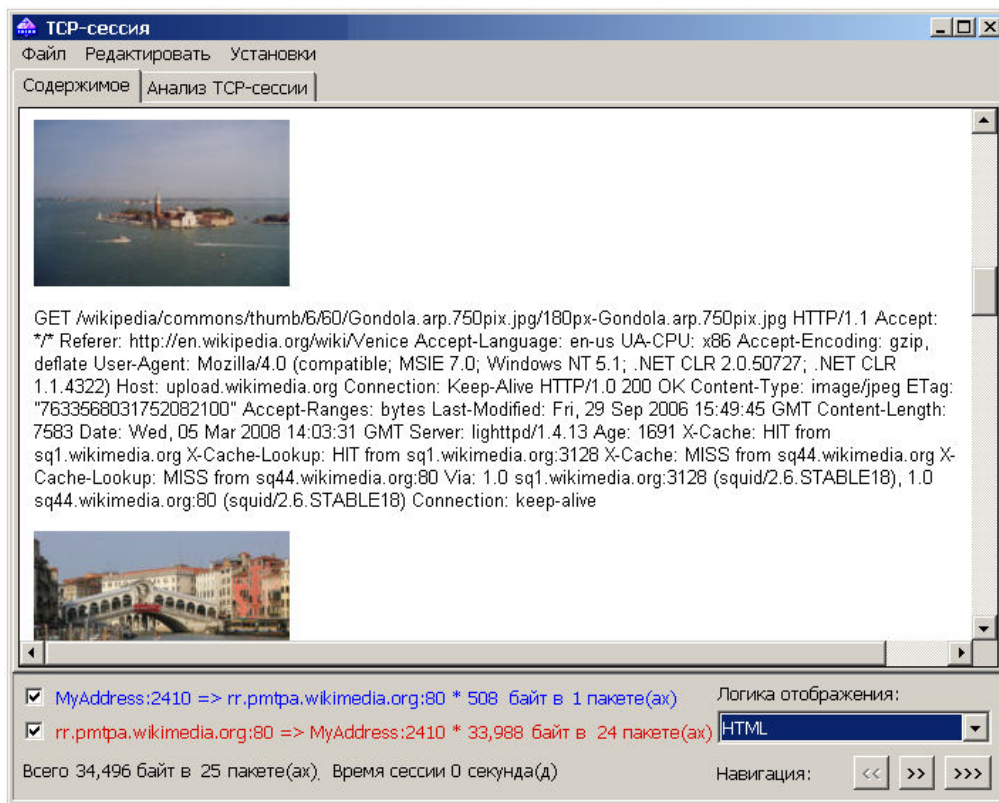 TCP-сессия
Файл Редактировать Установки
Содержимое Анализ TCP-сессии
GET /wikipedia/commons/thumb/6/60/Gondola.arp.750pix.jpg/180px-Gondola.arp.750pix.jpg HTTP/1.1 Accept:
*/* Referer: http://en.wikipedia.org/wiki/Venice Accept-Language: en-us UA-CPU: x86 Accept-Encoding: gzip,
deflate User-Agent: Mozilla/4.0 (compatible; MSIE 7.0; Windows NT 5.1; .NET CLR 2.0.50727; .NET CLR
1.1.4322) Host: upload.wikimedia.org Connection: Keep-Alive HTTP/1.0 200 OK Content-Type: image/jpeg ETag:
"7633568031752082100" Accept-Ranges: bytes Last-Modified: Fri, 29 Sep 2006 15:49:45 GMT Content-Length:
7583 Date: Wed, 05 Mar 2008 14:03:31 GMT Server: lighttpd/1.4.13 Age: 1691 X-Cache: HIT from
sq1.wikimedia.org X-Cache-Lookup: HIT from sq1.wikimedia.org:3128 X-Cache: MISS from sq44.wikimedia.org X-
Cache-Lookup: MISS from sq44.wikimedia.org:80 Via: 1.0 sq1.wikimedia.org:3128 (squid/2.6.STABLE18), 1.0
sq44.wikimedia.org:80 (squid/2.6.STABLE18) Connection: keep-alive
MyAddress:2410 => rr.pmtpa.wikimedia.org:80 * 508 байт в 1 пакете(ах)
rr.pmtpa.wikimedia.org:80 => MyAddress:2410 * 33,988 байт в 24 пакете(ах)
Всего 34,496 байт в 25 пакете(ах). Время сессии 0 секунда(д)
Логика отображения:
HTML
Навигация: << >> >>>